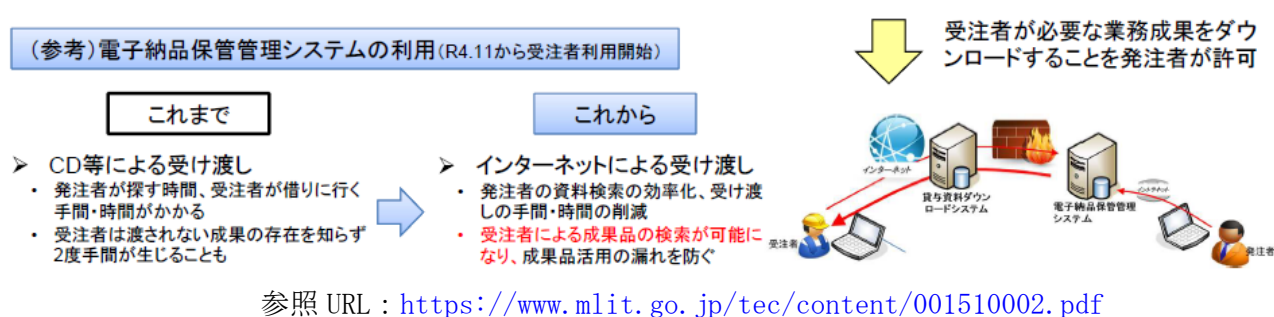 (参考)電子納品保管管理システムの利用(R4.11から受注者利用開始)
これまで
➢ CD等による受け渡し
・ 発注者が探す時間、受注者が借りに行く
手間・時間がかかる
・ 受注者は渡されない成果の存在を知らず
2度手間が生じることも
これから
➢ インターネットによる受け渡し
・ 発注者の資料検索の効率化、受け渡
しの手間・時間の削減
・ 受注者による成果品の検索が可能に
なり、成果品活用の漏れを防ぐ
受注者が必要な業務成果をダウ
ンロードすることを発注者が許可
インターネット
貸与資料ダウン
ロードシステム
電子納品保管管理
システム
イントラネット
受注者
発注者
参照 URL：https://www.mlit.go.jp/tec/content/001510002.pdf